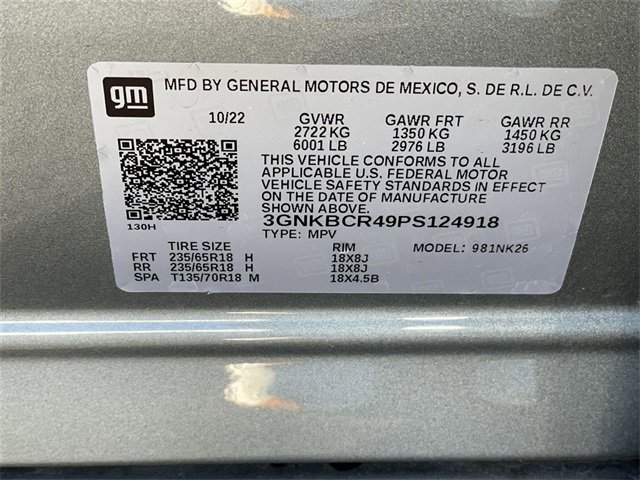 gm
MFD BY GENERAL MOTORS DE MEXICO, S. DE R.L. DE C.V.
10/22 GVWR GAWR FRT GAWR RR
2722 KG 1350 KG 1450 KG
6001 LB 2976 LB 3196 LB
THIS VEHICLE CONFORMS TO ALL
APPLICABLE U.S. FEDERAL MOTOR
VEHICLE SAFETY STANDARDS IN EFFECT
ON THE DATE OF MANUFACTURE
SHOWN ABOVE.
3GNKBCR49PS124918
130H
TYPE: MPV MODEL: 981NK26
TIRE SIZE RIM
FRT 235/65R18 H 18X8J
RR 235/65R18 H 18X8J
SPA T135/70R18 M 18X4.5B